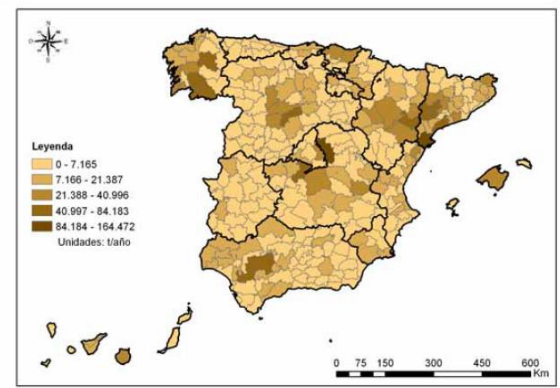 N
O E
S
Leyenda
0 - 7.165
7.166 - 21.387
21.388 - 40.996
40.997 - 84.183
84.184 - 164.472
Unidades: t/año
0 75 150 300 450 600
Km